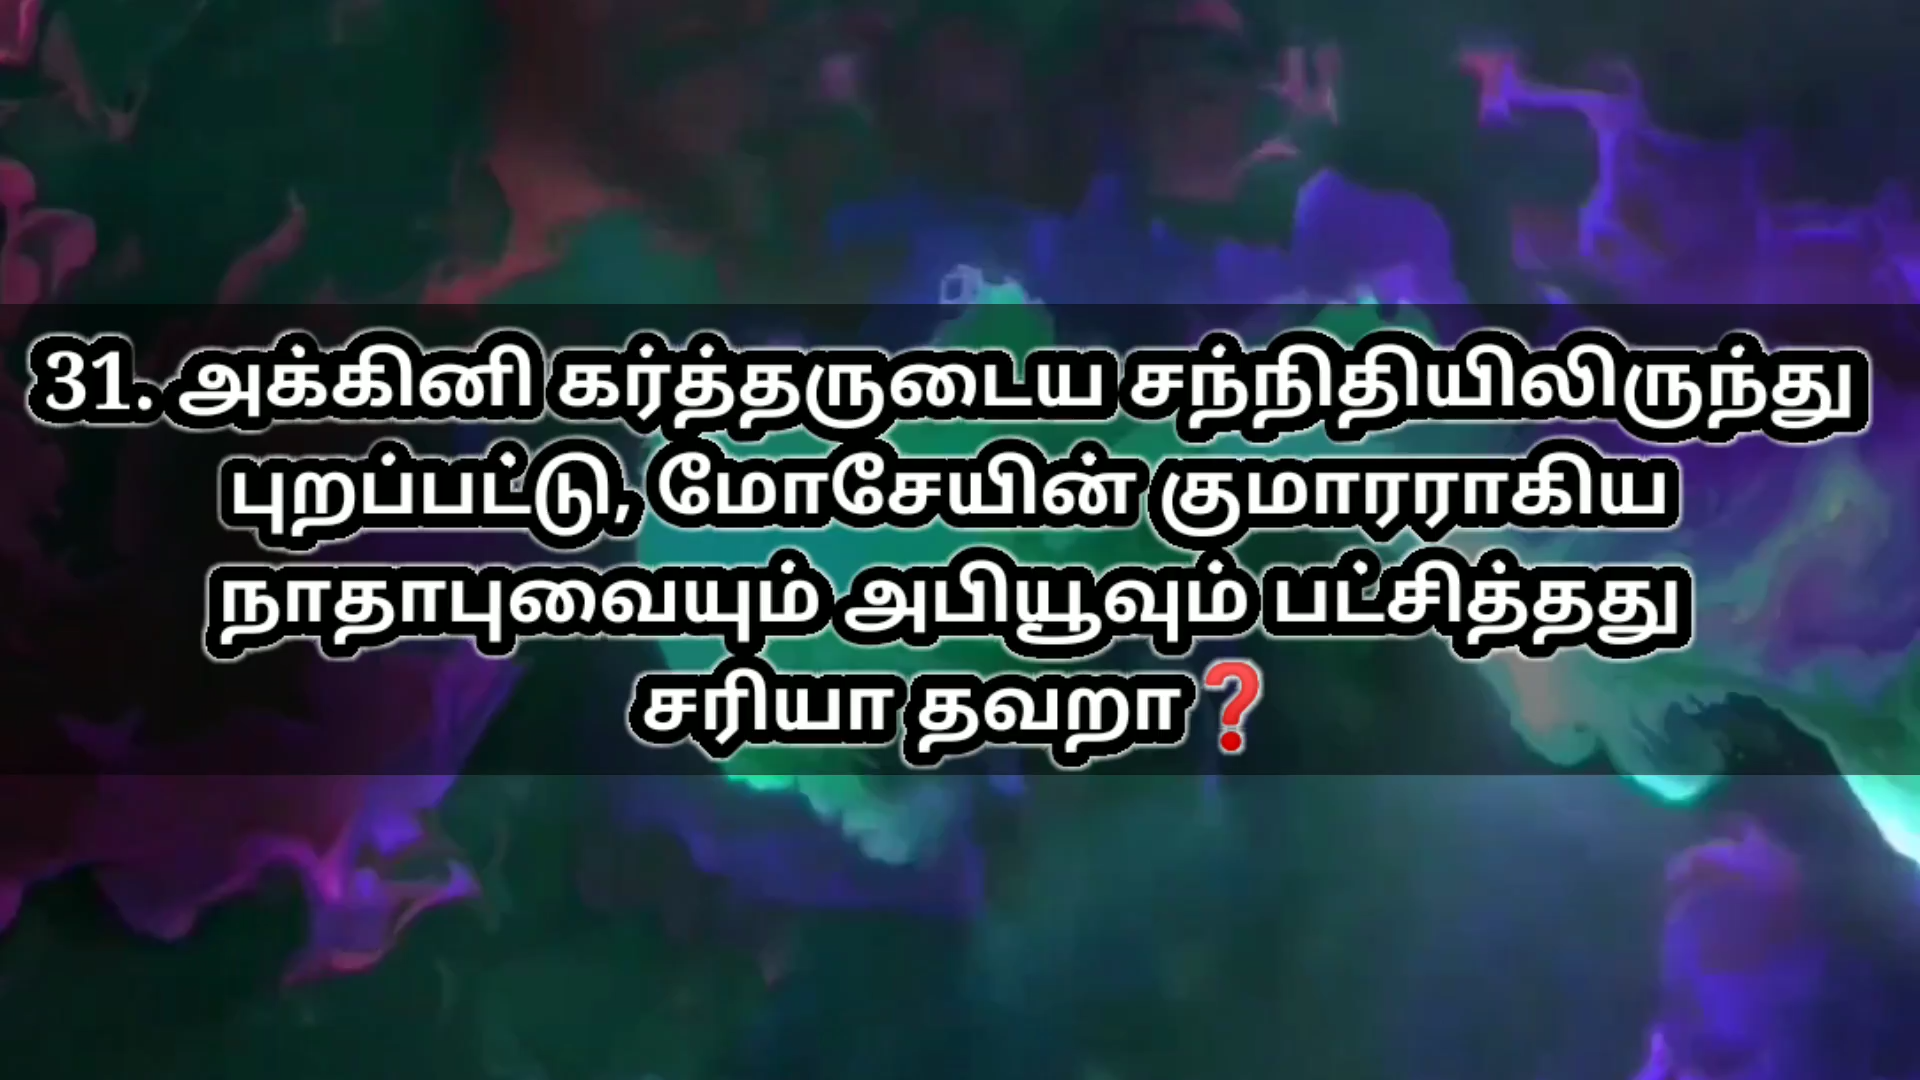 31. அக்கினி கர்த்தருடைய சந்நிதியிலிருந்து
புறப்பட்டு, மோசேயின் குமாரராகிய
நாதாபுவையும் அபியூவும் பட்சித்தது
சரியா தவறா❓